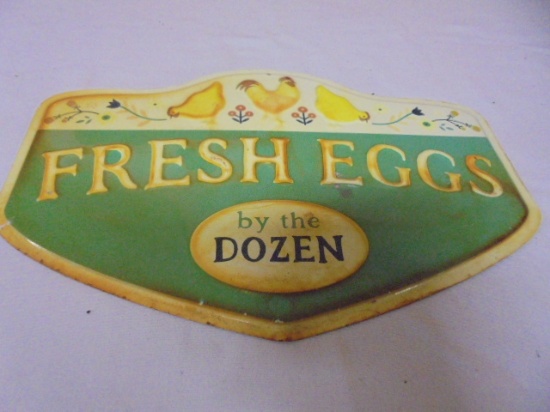 FRESH EGGS
by the
DOZEN